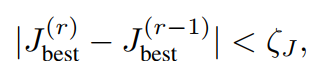 |J_best^(r) − J_best^(r−1)| < ζ_J,